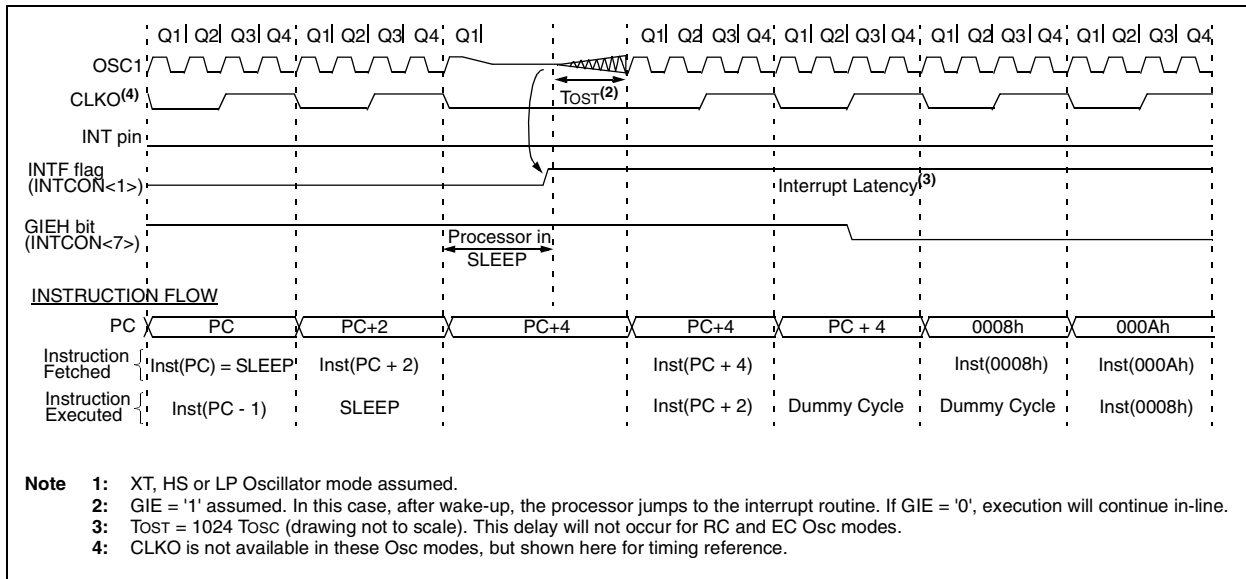 Q1 Q2 Q3 Q4 Q1 Q2 Q3 Q4 Q1 Q1 Q2 Q3 Q4 Q1 Q2 Q3 Q4 Q1 Q2 Q3 Q4 Q1 Q2 Q3 Q4
OSC1
CLKO(4)
TOST(2)
INT pin
INTF flag
(INTCON<1>)
Interrupt Latency(3)
GIEH bit
(INTCON<7>)
Processor in
SLEEP
INSTRUCTION FLOW
PC PC PC+2 PC+4 PC+4 PC + 4 0008h 000Ah
Instruction
Fetched
Inst(PC) = SLEEP Inst(PC + 2) Inst(PC + 4) Inst(0008h) Inst(000Ah)
Instruction
Executed
Inst(PC - 1) SLEEP Inst(PC + 2) Dummy Cycle Dummy Cycle Inst(0008h)
Note 1: XT, HS or LP Oscillator mode assumed.
2: GIE = '1' assumed. In this case, after wake-up, the processor jumps to the interrupt routine. If GIE = '0', execution will continue in-line.
3: TOST = 1024 TOSC (drawing not to scale). This delay will not occur for RC and EC Osc modes.
4: CLKO is not available in these Osc modes, but shown here for timing reference.